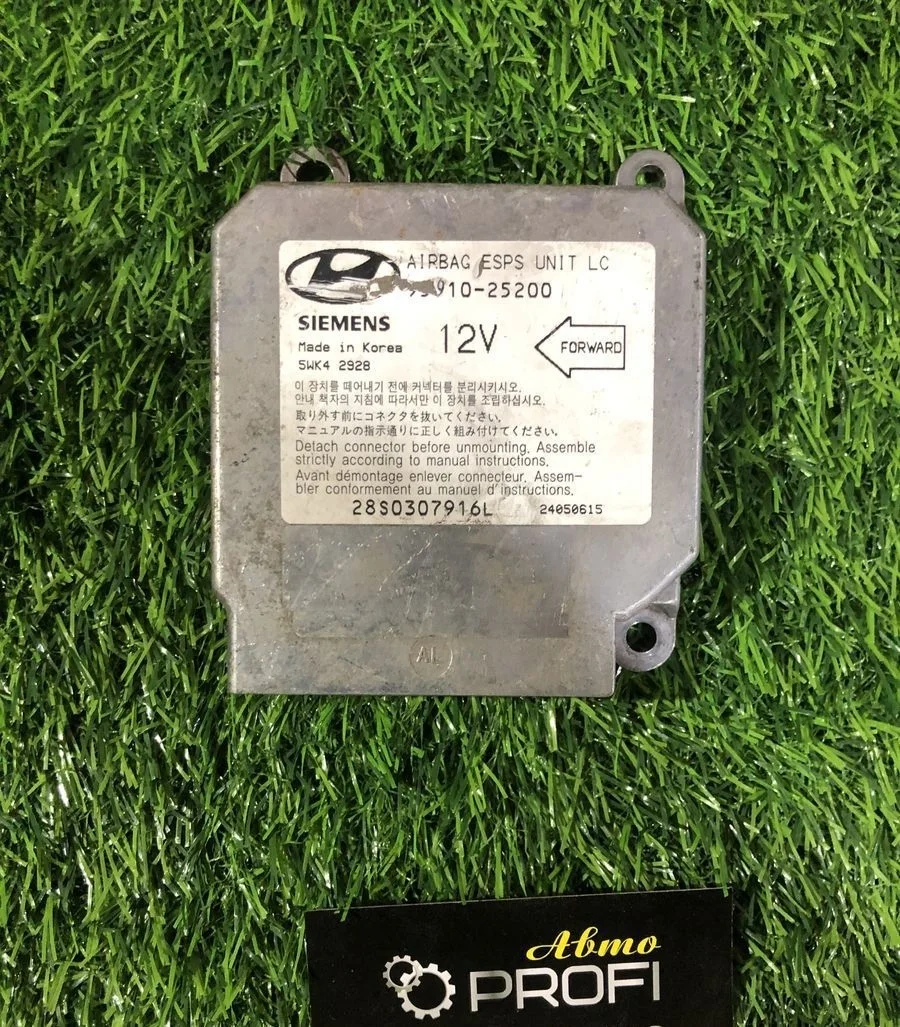 AIRBAG ESPS UNIT LC
910-25200
SIEMENS
12V
FORWARD
Made in Korea
5WK4 2928
이 장치를 떼어내기 전에 커넥터를 분리시키시오.
안내 책자의 지침에 따라서만 이 장치를 조립하십시오.
取り外す前にコネクタを抜いてください.
マニュアルの指示通りに正しく組み付けてください.
Detach connector before unmounting. Assemble
strictly according to manual instructions.
Avant démontage enlever connecteur. Assem-
bler conformement au manuel d'instructions.
28S0307916L 24050615
AL
Авто
PROFI